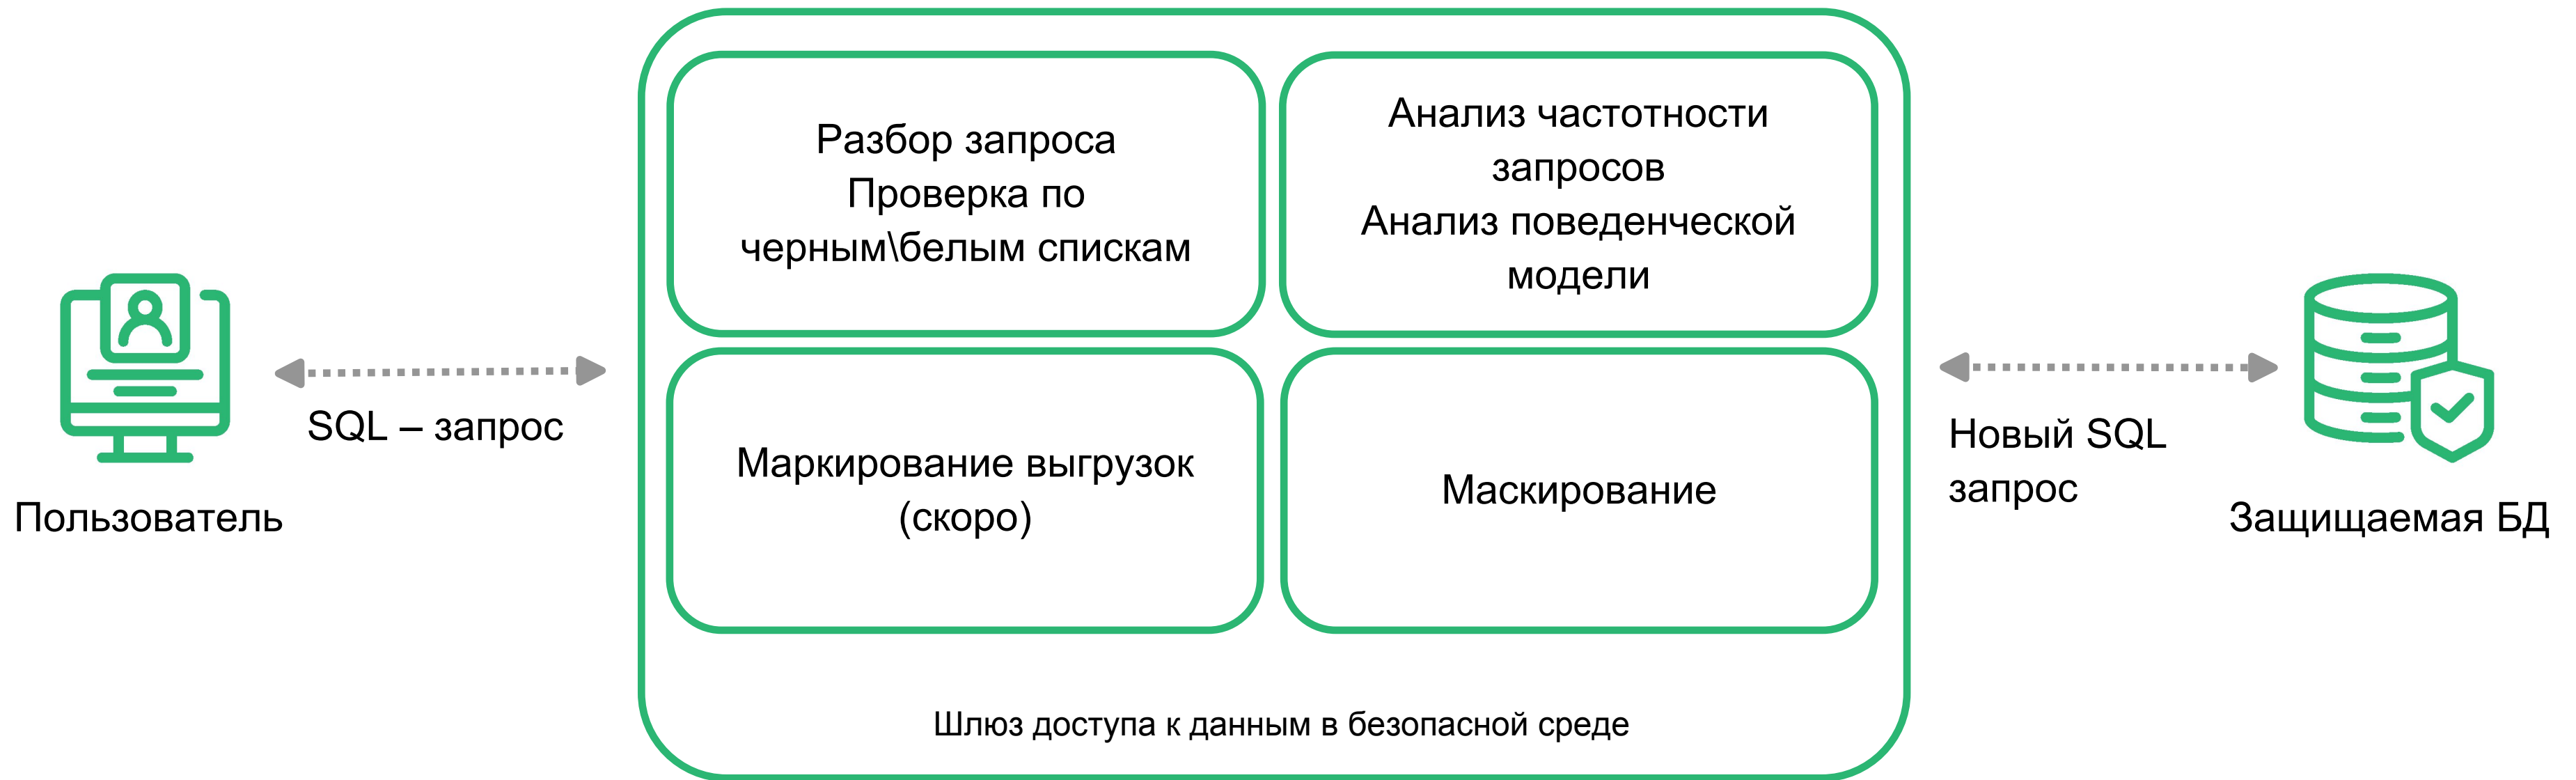 Разбор запроса
Проверка по
черным\белым спискам
Анализ частотности
запросов
Анализ поведенческой
модели
SQL – запрос
Пользователь
Маркирование выгрузок
(скоро)
Маскирование
Новый SQL
запрос
Защищаемая БД
Шлюз доступа к данным в безопасной среде